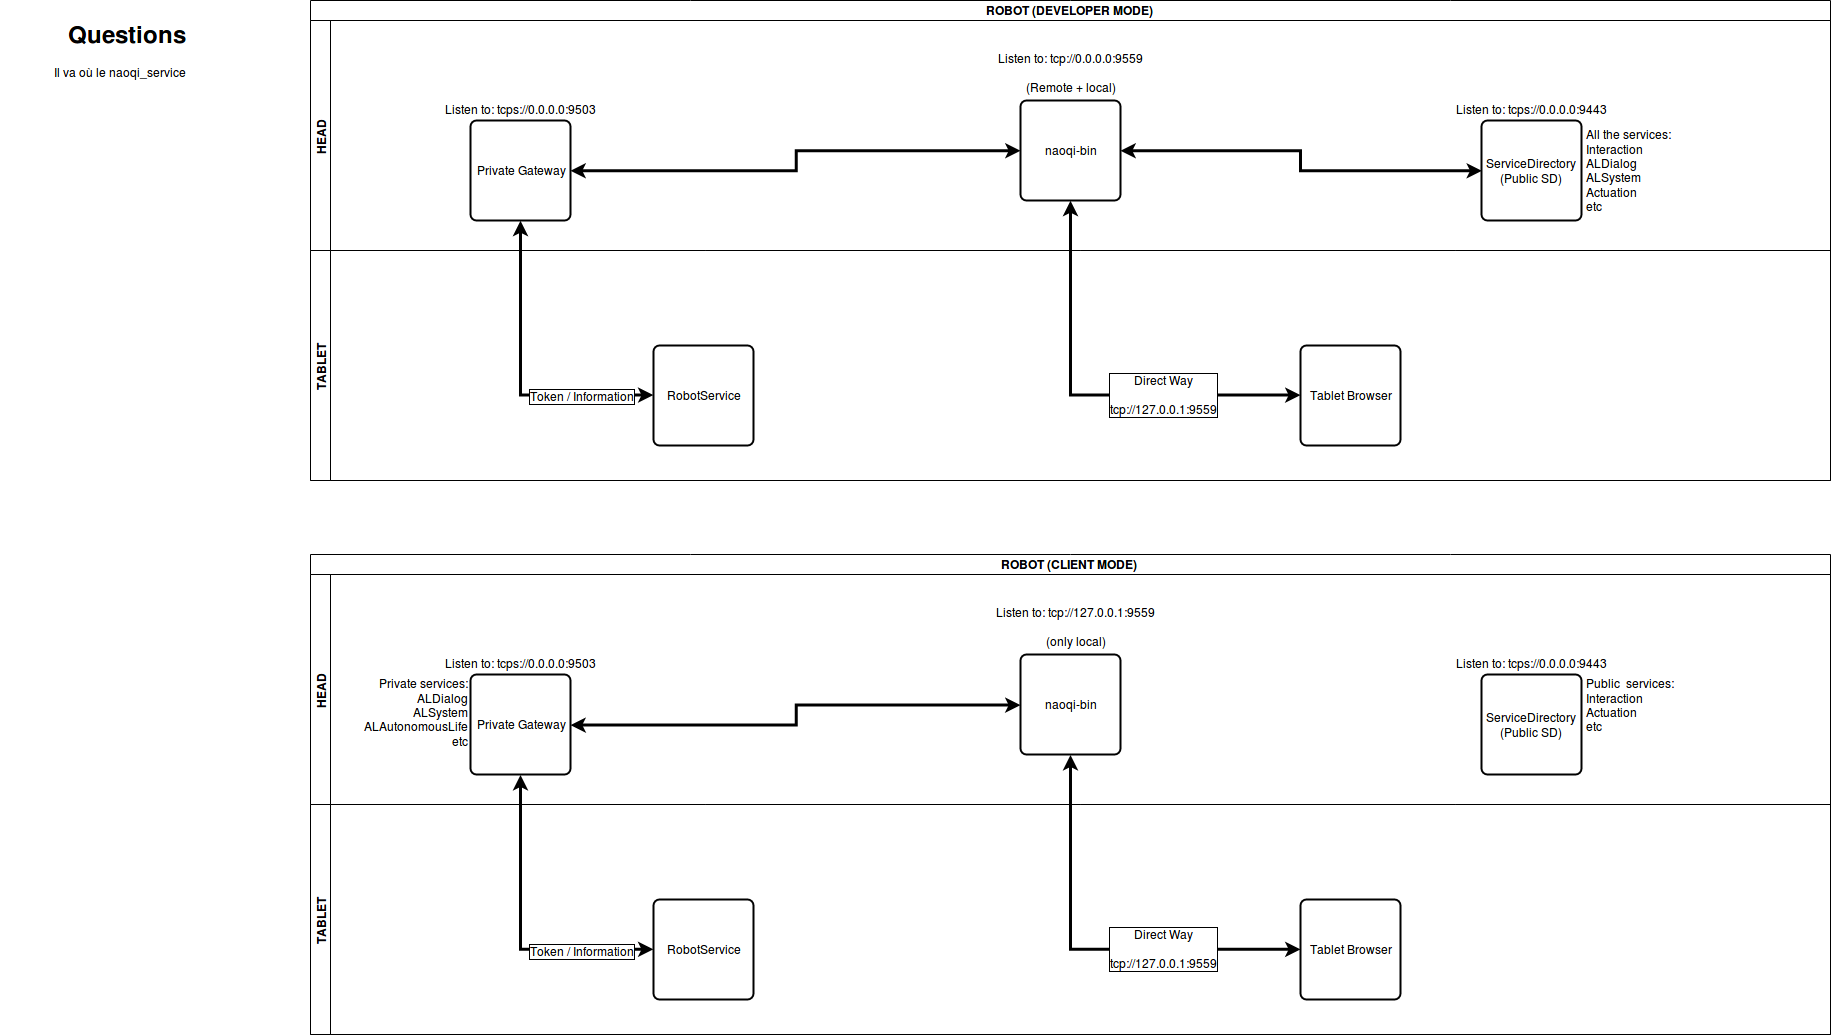 Questions
Il va où le naoqi_service
ROBOT (DEVELOPER MODE)
HEAD
Listen to: tcp://0.0.0.0:9559
(Remote + local)
naoqi-bin
Listen to: tcps://0.0.0.0:9503
Private Gateway
Listen to: tcps://0.0.0.0:9443
ServiceDirectory
(Public SD)
All the services:
Interaction
ALDialog
ALSystem
Actuation
etc
TABLET
Token / Information
RobotService
Direct Way
tcp://127.0.0.1:9559
Tablet Browser
ROBOT (CLIENT MODE)
HEAD
Listen to: tcp://127.0.0.1:9559
(only local)
naoqi-bin
Listen to: tcps://0.0.0.0:9503
Private services:
ALDialog
ALSystem
ALAutonomousLife
etc
Private Gateway
Listen to: tcps://0.0.0.0:9443
ServiceDirectory
(Public SD)
Public  services:
Interaction
Actuation
etc
TABLET
Token / Information
RobotService
Direct Way
tcp://127.0.0.1:9559
Tablet Browser